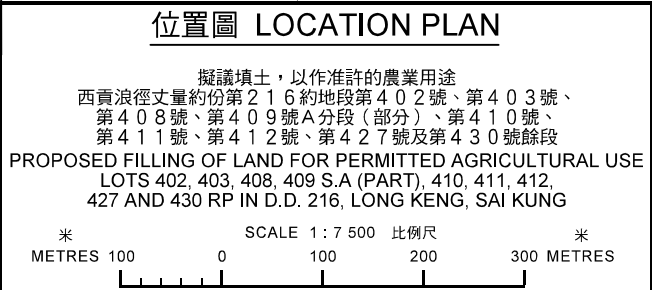 位置圖 LOCATION PLAN
擬議填土，以作准許的農業用途
西貢浪徑丈量約份第２１６約地段第４０２號、第４０３號、
第４０８號、第４０９號Ａ分段（部分）、第４１０號、
第４１１號、第４１２號、第４２７號及第４３０號餘段
PROPOSED FILLING OF LAND FOR PERMITTED AGRICULTURAL USE
LOTS 402, 403, 408, 409 S.A (PART), 410, 411, 412,
427 AND 430 RP IN D.D. 216, LONG KENG, SAI KUNG
米 SCALE 1 : 7 500 比例尺 米
METRES 100 0 100 200 300 METRES